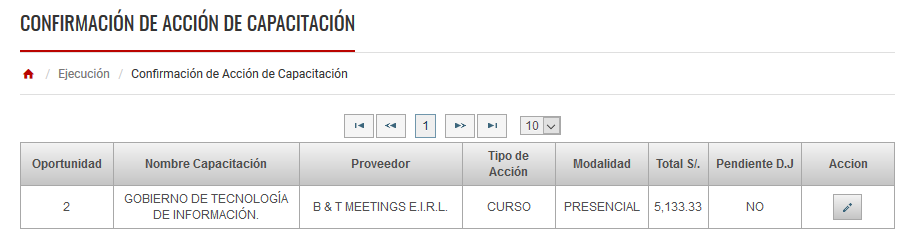 CONFIRMACIÓN DE ACCIÓN DE CAPACITACIÓN
/ Ejecución / Confirmación de Acción de Capacitación
1 10
Oportunidad Nombre Capacitación Proveedor Tipo de Acción Modalidad Total S/. Pendiente D.J Accion
2 GOBIERNO DE TECNOLOGÍA DE INFORMACIÓN. B & T MEETINGS E.I.R.L. CURSO PRESENCIAL 5,133.33 NO